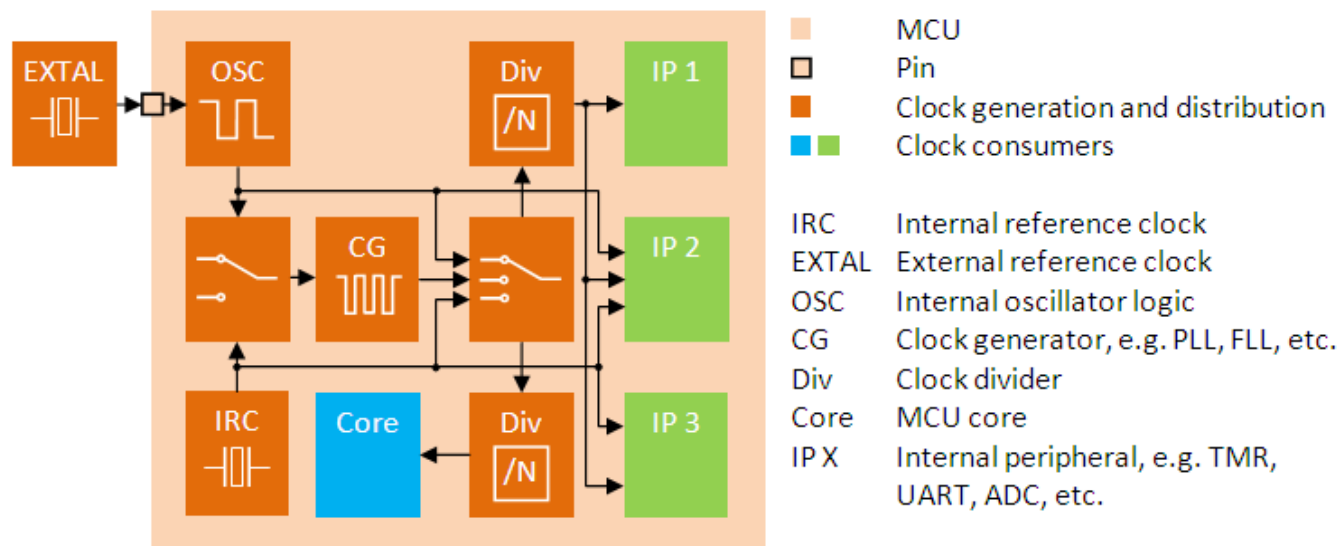 EXTAL
OSC
Div
/N
IP 1
CG
IP 2
IRC
Core
Div
/N
IP 3
MCU
Pin
Clock generation and distribution
Clock consumers
IRC Internal reference clock
EXTAL External reference clock
OSC Internal oscillator logic
CG Clock generator, e.g. PLL, FLL, etc.
Div Clock divider
Core MCU core
IP X Internal peripheral, e.g. TMR,
UART, ADC, etc.